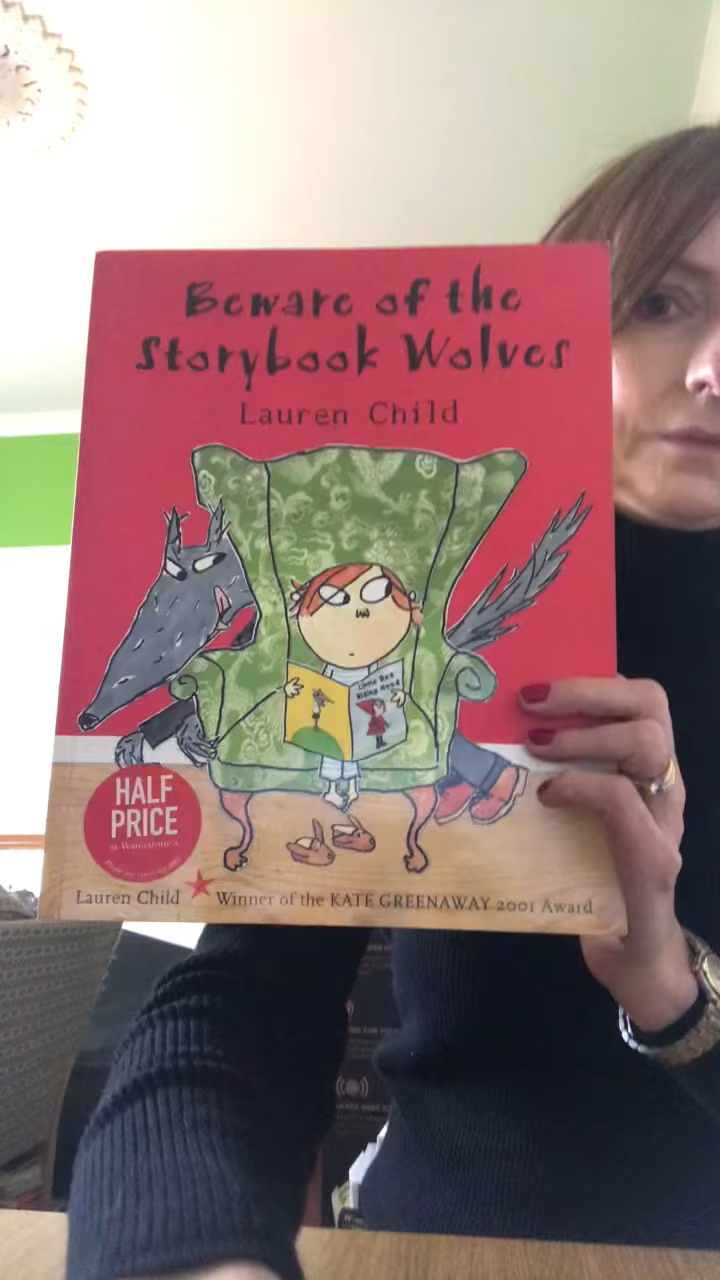 Beware of the
Storybook Wolves
Lauren Child
Little Red
Riding Hood
HALF
PRICE
at Waterstone's
Lauren Child
Winner of the KATE GREENAWAY 2001 Award